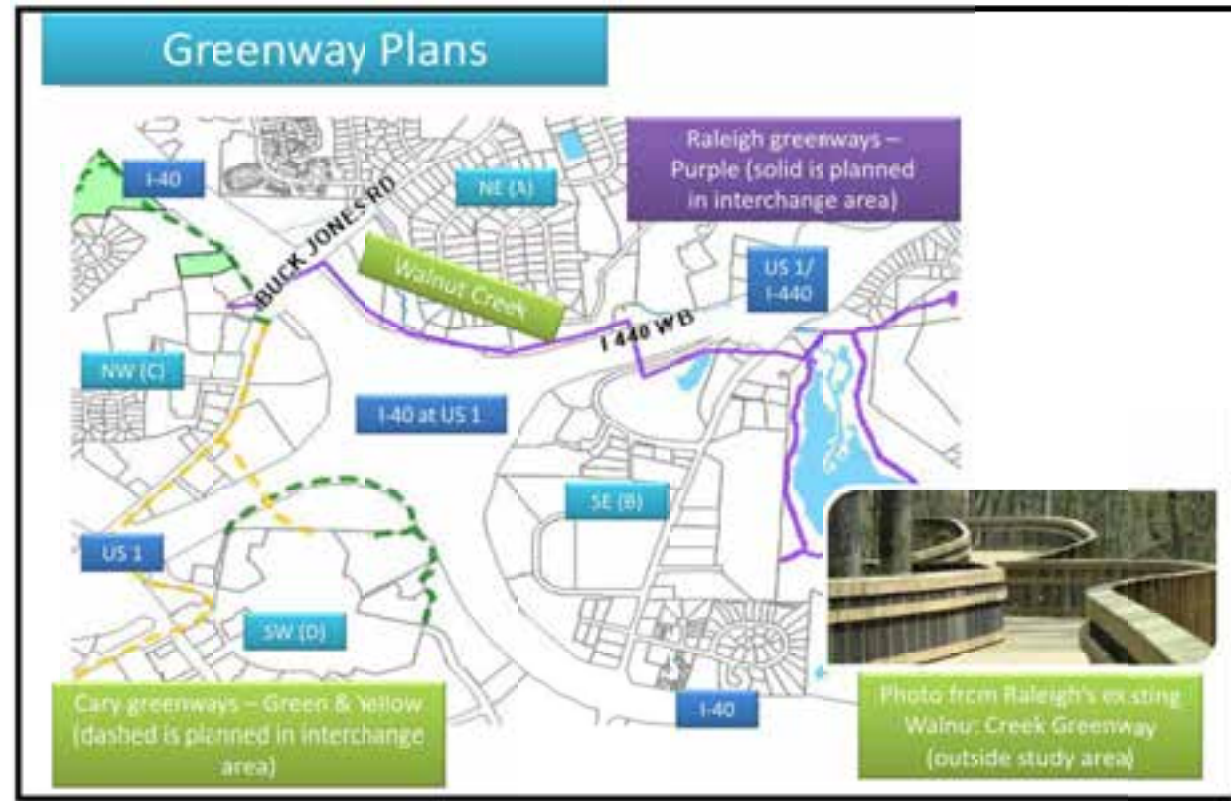 Greenway Plans
I-40
BUCK JONES RD
NE (A)
Raleigh greenways –
Purple (solid is planned
in interchange area)
Walnut Creek
US 1/
I-440
I 440 WB
NW (C)
I-40 at US 1
SE (B)
US 1
SW (D)
I-40
Cary greenways – Green & Yellow
(dashed is planned in interchange
area)
Photo from Raleigh's existing
Walnut Creek Greenway
(outside study area)